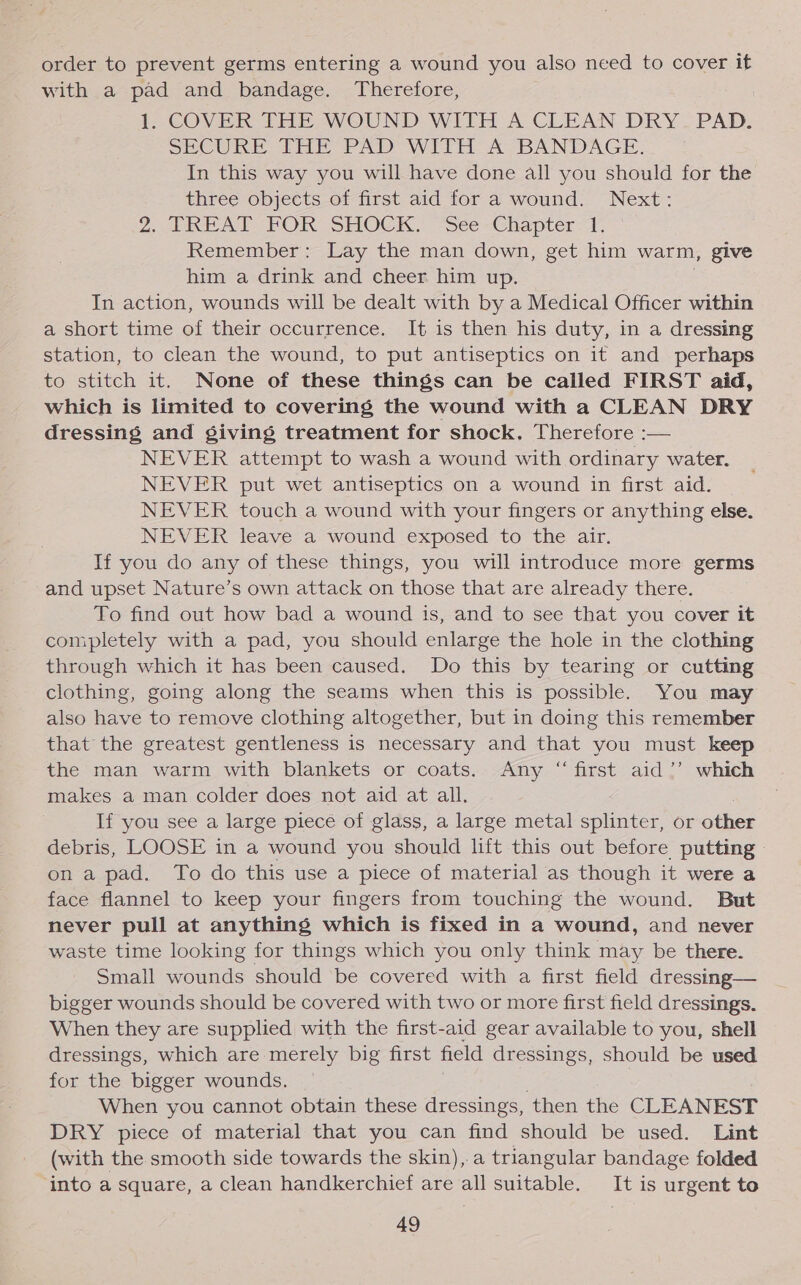 order to prevent germs entering a wound you also need to cover it
with a pad and bandage. Therefore,
1. COVER THE WOUND WITH A CLEAN DRY PAD.
SECURE THE PAD WITH A BANDAGE.
In this way you will have done all you should for the
three objects of first aid for a wound. Next :
2. TREAT FOR SHOCK. See Chapter 1.
Remember : Lay the man down, get him warm, give
him a drink and cheer him up.
In action, wounds will be dealt with by a Medical Officer within
a short time of their occurrence. It is then his duty, in a dressing
station, to clean the wound, to put antiseptics on it and perhaps
to stitch it. None of these things can be called FIRST aid,
which is limited to covering the wound with a CLEAN DRY
dressing and giving treatment for shock. Therefore :—
NEVER attempt to wash a wound with ordinary water.
NEVER put wet antiseptics on a wound in first aid.
NEVER touch a wound with your fingers or anything else.
NEVER leave a wound exposed to the air.
If you do any of these things, you will introduce more germs
and upset Nature's own attack on those that are already there.
To find out how bad a wound is, and to see that you cover it
completely with a pad, you should enlarge the hole in the clothing
through which it has been caused. Do this by tearing or cutting
clothing, going along the seams when this is possible. You may
also have to remove clothing altogether, but in doing this remember
that the greatest gentleness is necessary and that you must keep
the man warm with blankets or coats. Any “ first aid ” which
makes a man colder does not aid at all.
If you see a large piece of glass, a large metal splinter, or other
debris, LOOSE in a wound you should lift this out before putting
on a pad. To do this use a piece of material as though it were a
face flannel to keep your fingers from touching the wound. But
never pull at anything which is fixed in a wound, and never
waste time looking for things which you only think may be there.
Small wounds should be covered with a first field dressing—
bigger wounds should be covered with two or more first field dressings.
When they are supplied with the first-aid gear available to you, shell
dressings, which are merely big first field dressings, should be used
for the bigger wounds.
When you cannot obtain these dressings, then the CLEANEST
DRY piece of material that you can find should be used. Lint
(with the smooth side towards the skin), a triangular bandage folded
into a square, a clean handkerchief are all suitable. It is urgent to
49